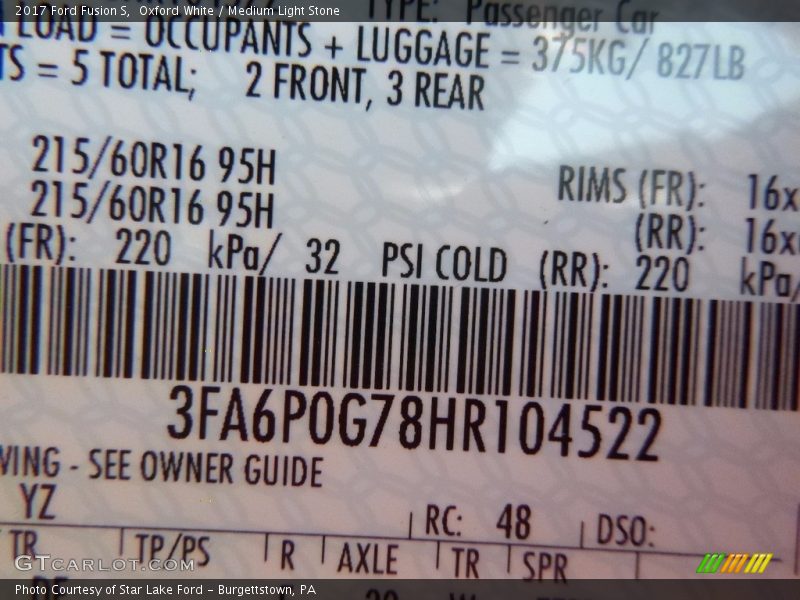 2017 Ford Fusion S,  Oxford White / Medium Light Stone
TYPE: Passenger Car
LOAD = OCCUPANTS + LUGGAGE = 375KG/ 827LB
TS = 5 TOTAL; 2 FRONT, 3 REAR
215/60R16 95H
215/60R16 95H
RIMS (FR): 16x
(RR): 16x
(FR): 220 kPa/ 32 PSI COLD (RR): 220 kPa/
3FA6P0G78HR104522
WING - SEE OWNER GUIDE
YZ
RC: 48 DSO:
TR TP/PS R AXLE TR SPR
GTcarlot.com
Photo Courtesy of Star Lake Ford – Burgettstown, PA